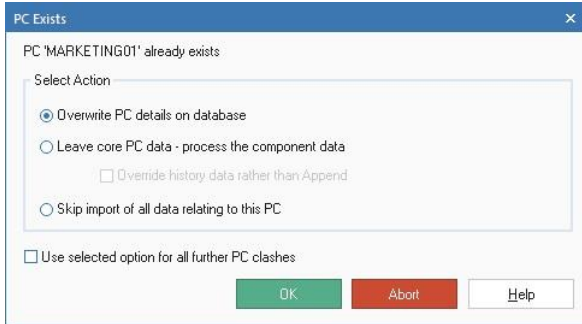 PC Exists
PC 'MARKETING01' already exists
Select Action
Overwrite PC details on database
Leave core PC data - process the component data
Override history data rather than Append
Skip import of all data relating to this PC
Use selected option for all further PC clashes
OK Abort Help